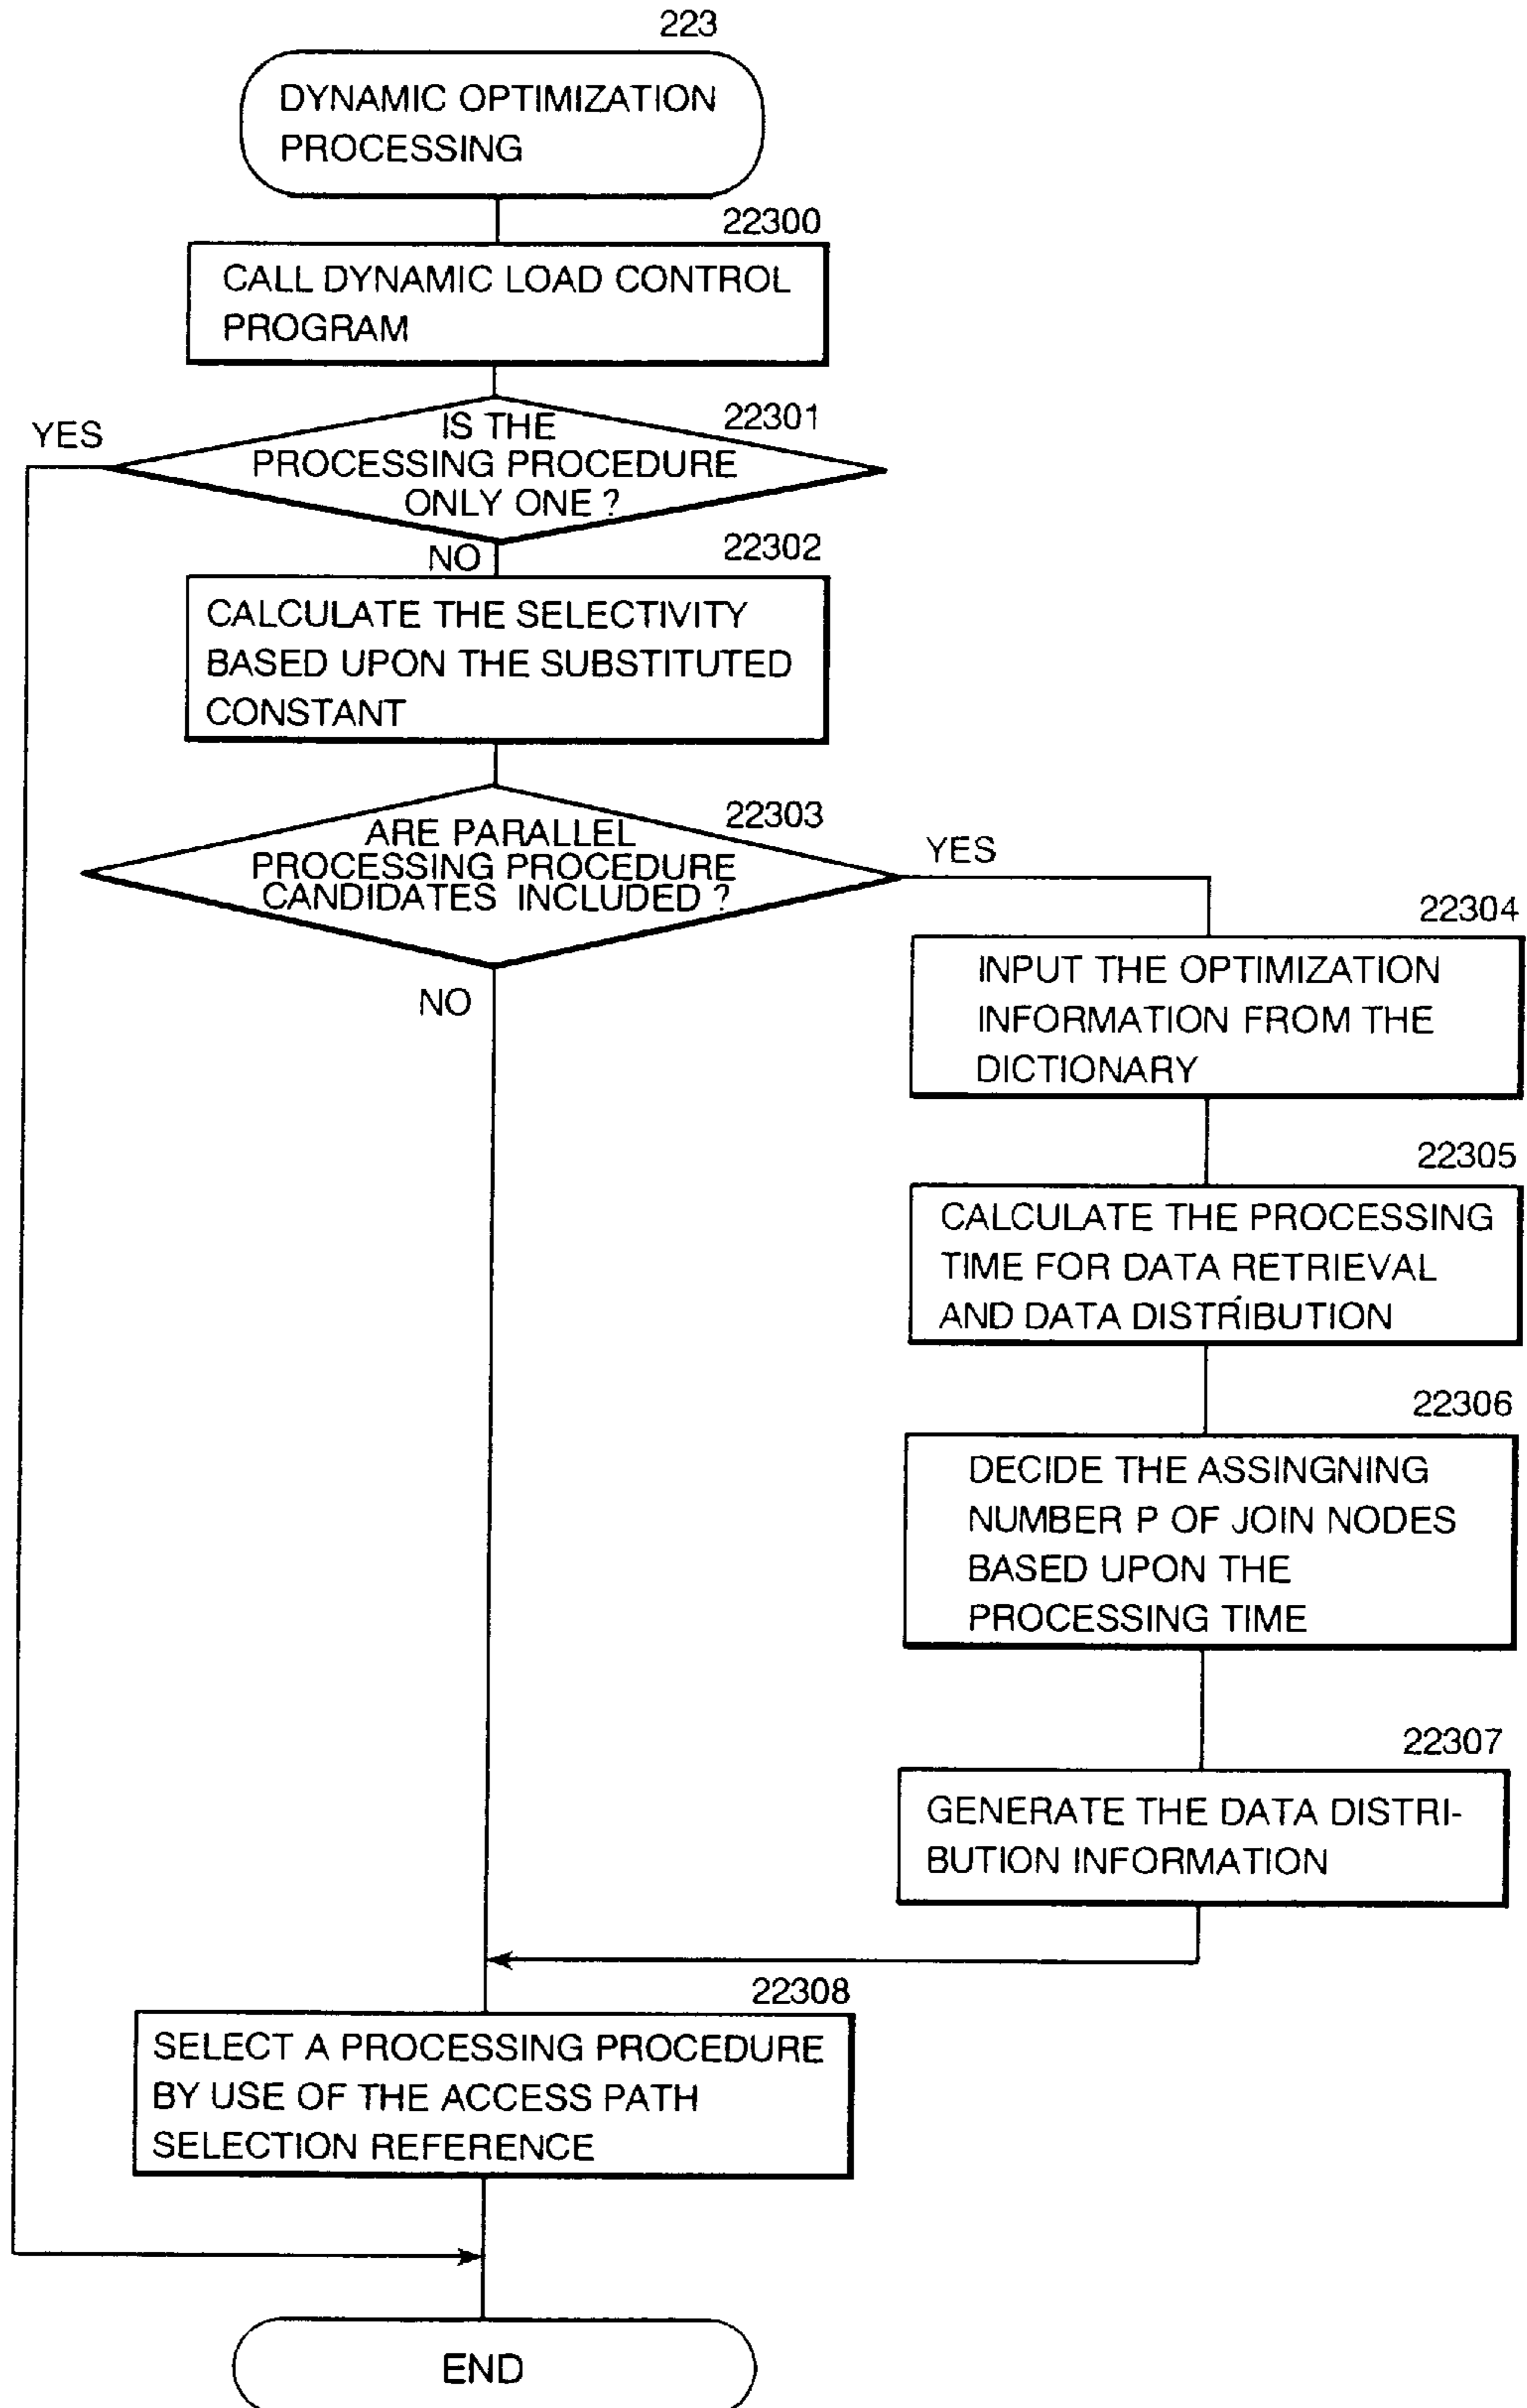 223
DYNAMIC OPTIMIZATION
PROCESSING
22300
CALL DYNAMIC LOAD CONTROL
PROGRAM
22301
YES
IS THE
PROCESSING PROCEDURE
ONLY ONE ?
NO
22302
CALCULATE THE SELECTIVITY
BASED UPON THE SUBSTITUTED
CONSTANT
22303
ARE PARALLEL
PROCESSING PROCEDURE
CANDIDATES INCLUDED ?
YES
NO
22304
INPUT THE OPTIMIZATION
INFORMATION FROM THE
DICTIONARY
22305
CALCULATE THE PROCESSING
TIME FOR DATA RETRIEVAL
AND DATA DISTRIBUTION
22306
DECIDE THE ASSINGNING
NUMBER P OF JOIN NODES
BASED UPON THE
PROCESSING TIME
22307
GENERATE THE DATA DISTRI-
BUTION INFORMATION
22308
SELECT A PROCESSING PROCEDURE
BY USE OF THE ACCESS PATH
SELECTION REFERENCE
END